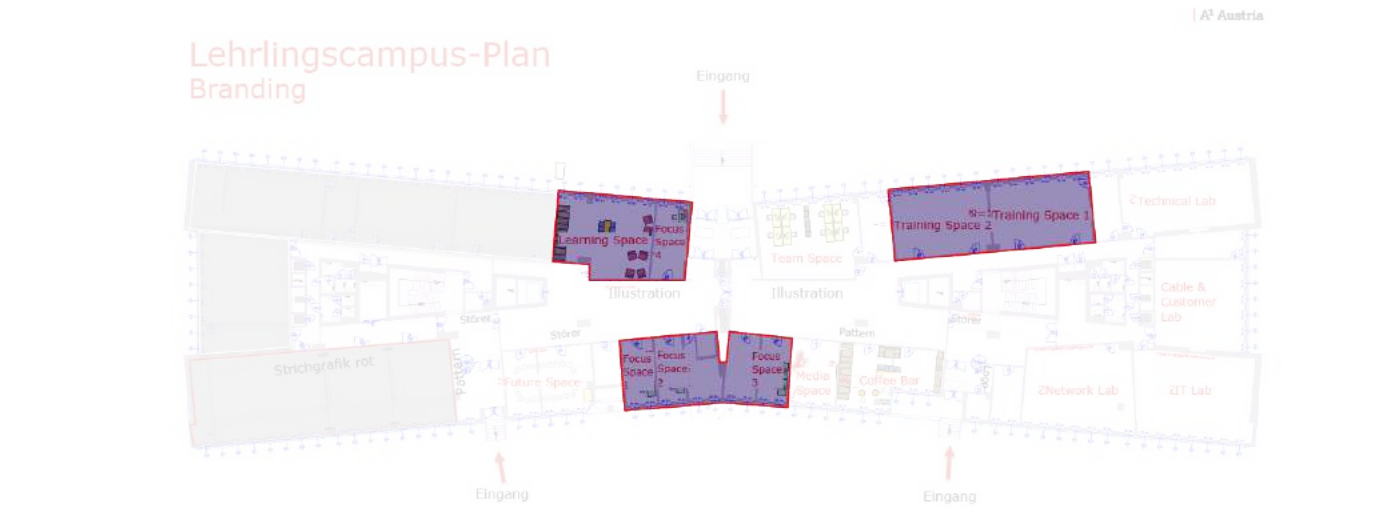 A¹ Austria
Lehrlingscampus-Plan
Branding
Eingang
Technical Lab
Training Space 1
Training Space 2
Learning Space
Focus
Space
4
Team Space
Illustration
Illustration
Cable &
Customer
Lab
Störer
Störer
Pattern
Störer
Strichgrafik rot
Pattern
Future Space
Focus
Space
1
Focus
Space
2
Focus
Space
3
Media
Space
Coffee Bar
Logo
Network Lab
IT Lab
Eingang
Eingang